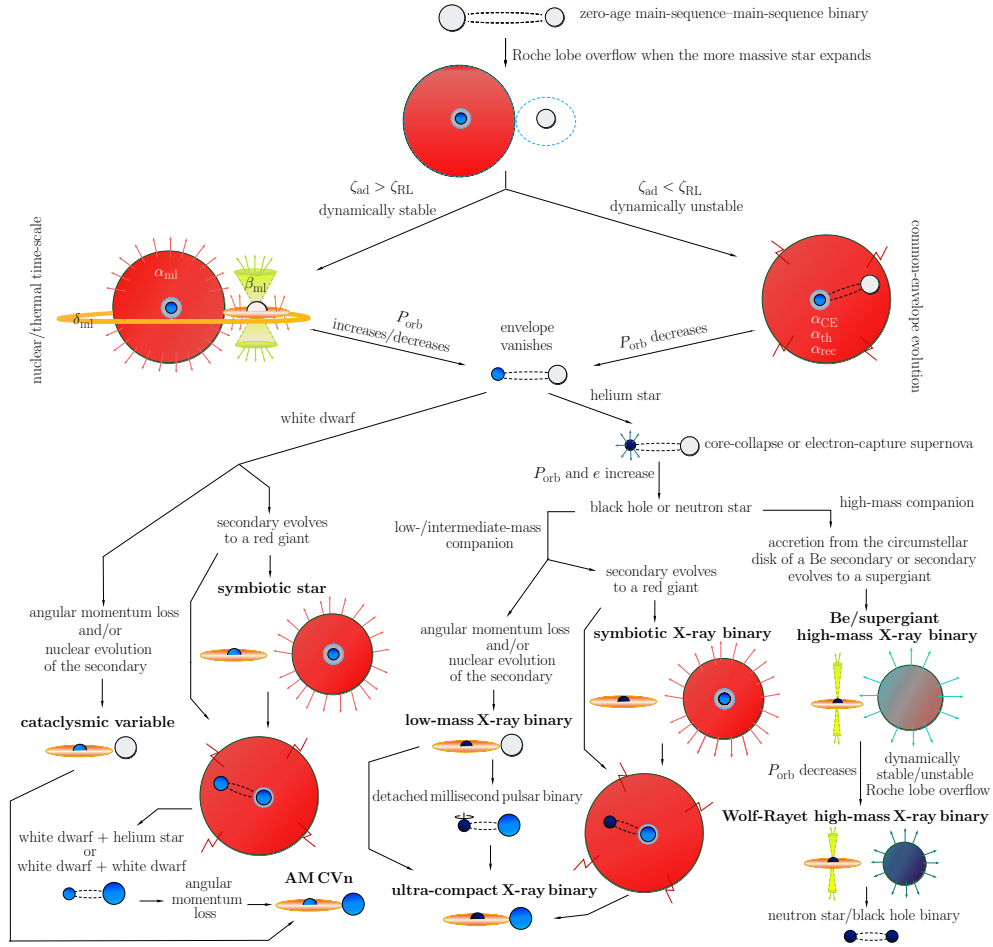 zero-age main-sequence–main-sequence binary
Roche lobe overflow when the more massive star expands
ζad > ζRL
dynamically stable
ζad < ζRL
dynamically unstable
nuclear/thermal time-scale
αml
βml
δml
common-envelope evolution
αCE
αth
αrec
Porb
increases/decreases
envelope
vanishes
Porb decreases
white dwarf
helium star
core-collapse or electron-capture supernova
Porb and e increase
black hole or neutron star
high-mass companion
low-/intermediate-mass
companion
secondary evolves
to a red giant
symbiotic star
angular momentum loss
and/or
nuclear evolution
of the secondary
cataclysmic variable
white dwarf + helium star
or
white dwarf + white dwarf
angular
momentum
loss
AM CVn
secondary evolves
to a red giant
symbiotic X-ray binary
angular momentum loss
and/or
nuclear evolution
of the secondary
low-mass X-ray binary
detached millisecond pulsar binary
ultra-compact X-ray binary
accretion from the circumstellar
disk of a Be secondary or secondary
evolves to a supergiant
Be/supergiant
high-mass X-ray binary
Porb decreases
dynamically
stable/unstable
Roche lobe overflow
Wolf-Rayet high-mass X-ray binary
neutron star/black hole binary